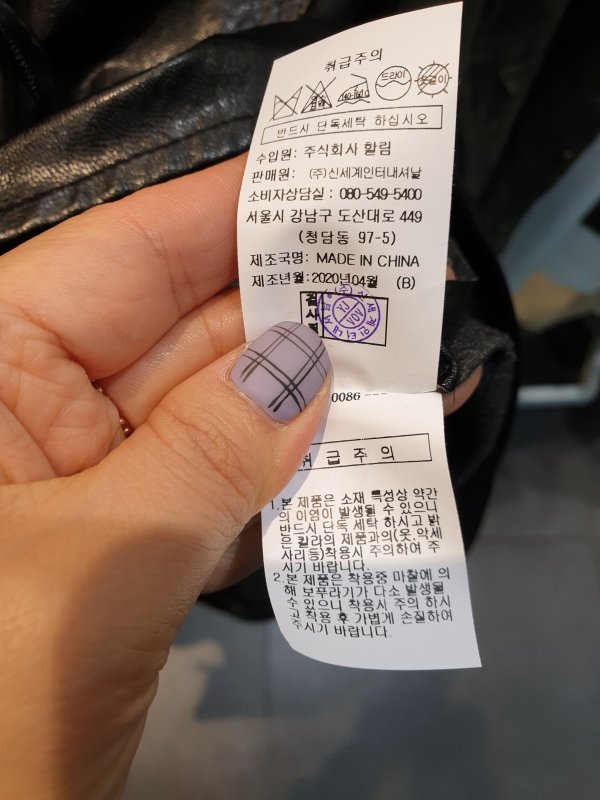 취급주의
드라이
반드시 단독세탁 하십시오
수입원: 주식회사 할림
판매원: (주)신세계인터내셔날
소비자상담실 : 080-549-5400
서울시 강남구 도산대로 449
(청담동 97-5)
제조국명: MADE IN CHINA
제조년월:2020년04월 (B)
YJ
VOV
0086
취급주의
1.본 제품은 소재 특성상 약간
의 이염이 발생될 수 있으니
반드시 단독 세탁 하시고 밝
은 칼라의 제품과의(옷,악세
사리등)착용시 주의하여 주
시기 바랍니다.
2.본 제품은 착용중 마찰에 의
해 보푸라기가 다소 발생될
수 있으니 착용시 주의 하시
고 착용 후 가볍게 손질하여
주시기 바랍니다.